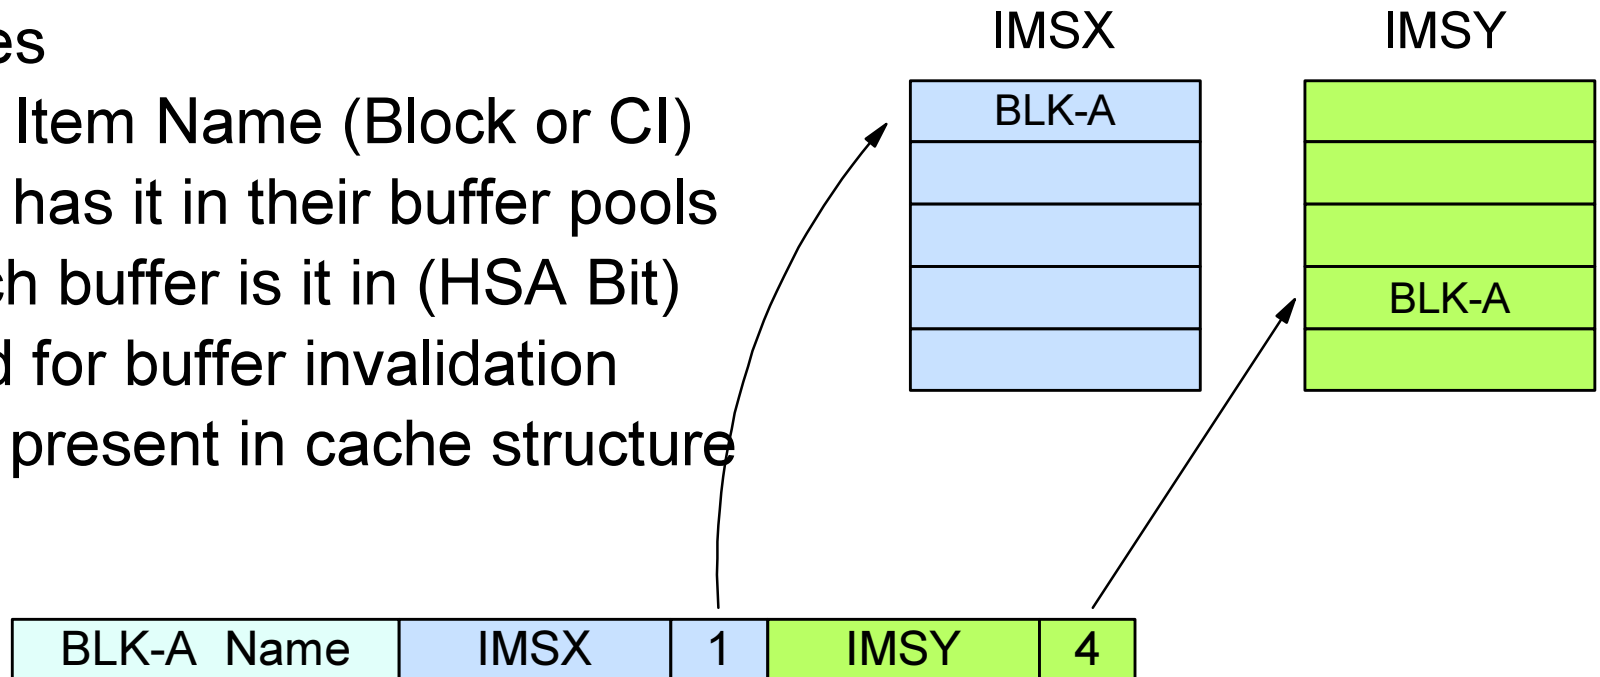 es
Item Name (Block or CI)
has it in their buffer pools
ch buffer is it in (HSA Bit)
d for buffer invalidation
present in cache structure
IMSX IMSY
BLK-A
BLK-A
BLK-A Name IMSX 1 IMSY 4